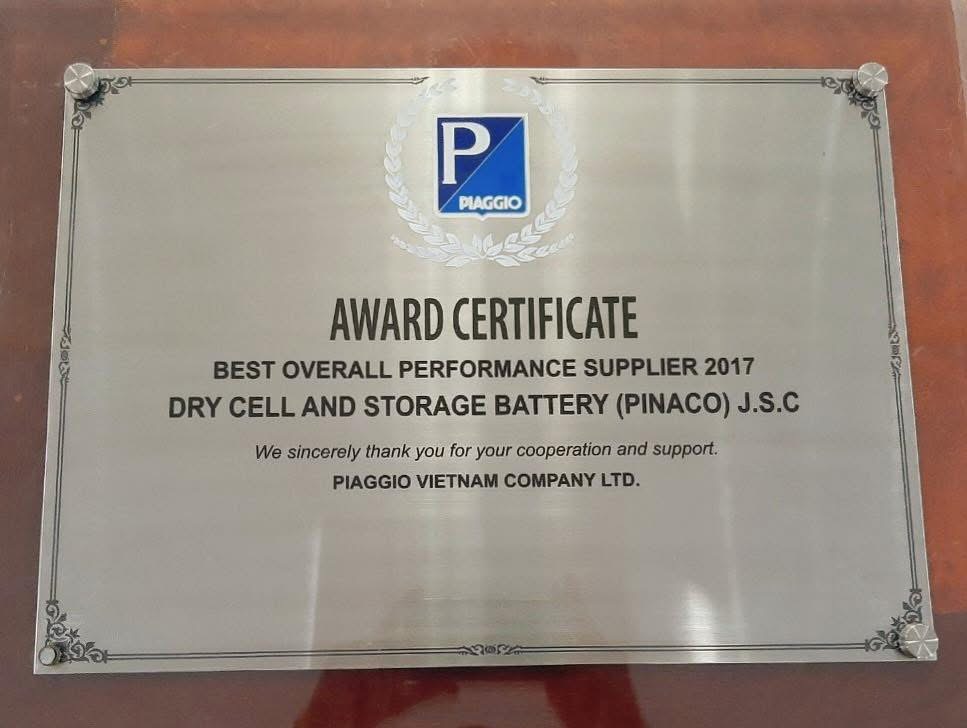 P
PIAGGIO
AWARD CERTIFICATE
BEST OVERALL PERFORMANCE SUPPLIER 2017
DRY CELL AND STORAGE BATTERY (PINACO) J.S.C
We sincerely thank you for your cooperation and support.
PIAGGIO VIETNAM COMPANY LTD.